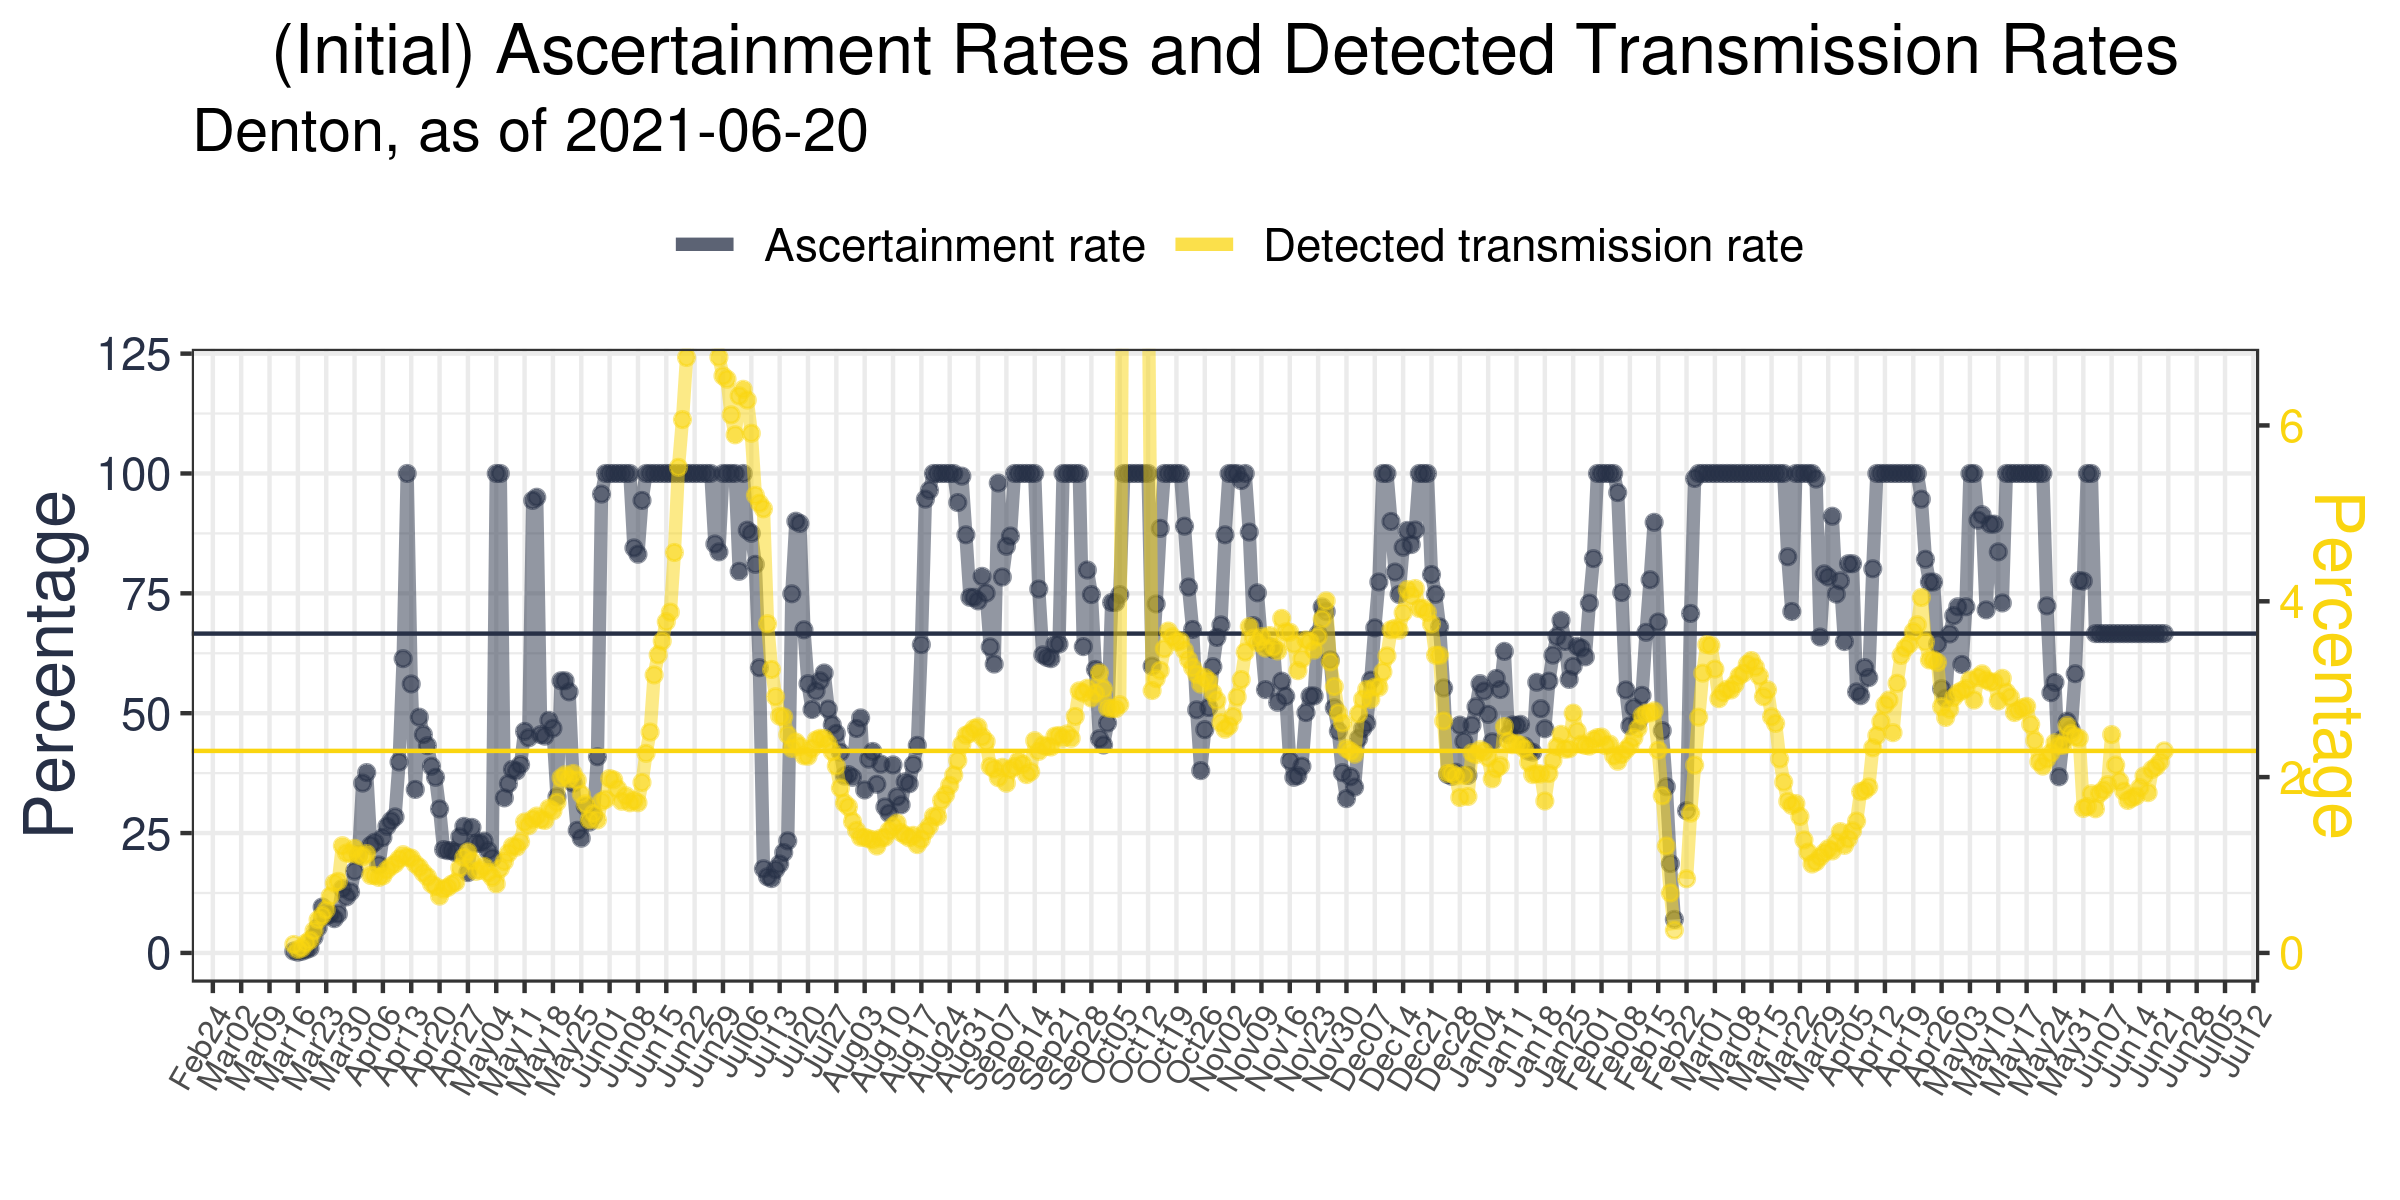 (Initial) Ascertainment Rates and Detected Transmission Rates
Denton, as of 2021-06-20
Ascertainment rate
Detected transmission rate
125
100
75
50
25
0
Percentage
6
4
2
0
Percentage
Feb24
Mar02
Mar09
Mar16
Mar23
Mar30
Apr06
Apr13
Apr20
Apr27
May04
May11
May18
May25
Jun01
Jun08
Jun15
Jun22
Jun29
Jul06
Jul13
Jul20
Jul27
Aug03
Aug10
Aug17
Aug24
Aug31
Sep07
Sep14
Sep21
Sep28
Oct05
Oct12
Oct19
Oct26
Nov02
Nov09
Nov16
Nov23
Nov30
Dec07
Dec14
Dec21
Dec28
Jan04
Jan11
Jan18
Jan25
Feb01
Feb08
Feb15
Feb22
Mar01
Mar08
Mar15
Mar22
Mar29
Apr05
Apr12
Apr19
Apr26
May03
May10
May17
May24
May31
Jun07
Jun14
Jun21
Jun28
Jul05
Jul12